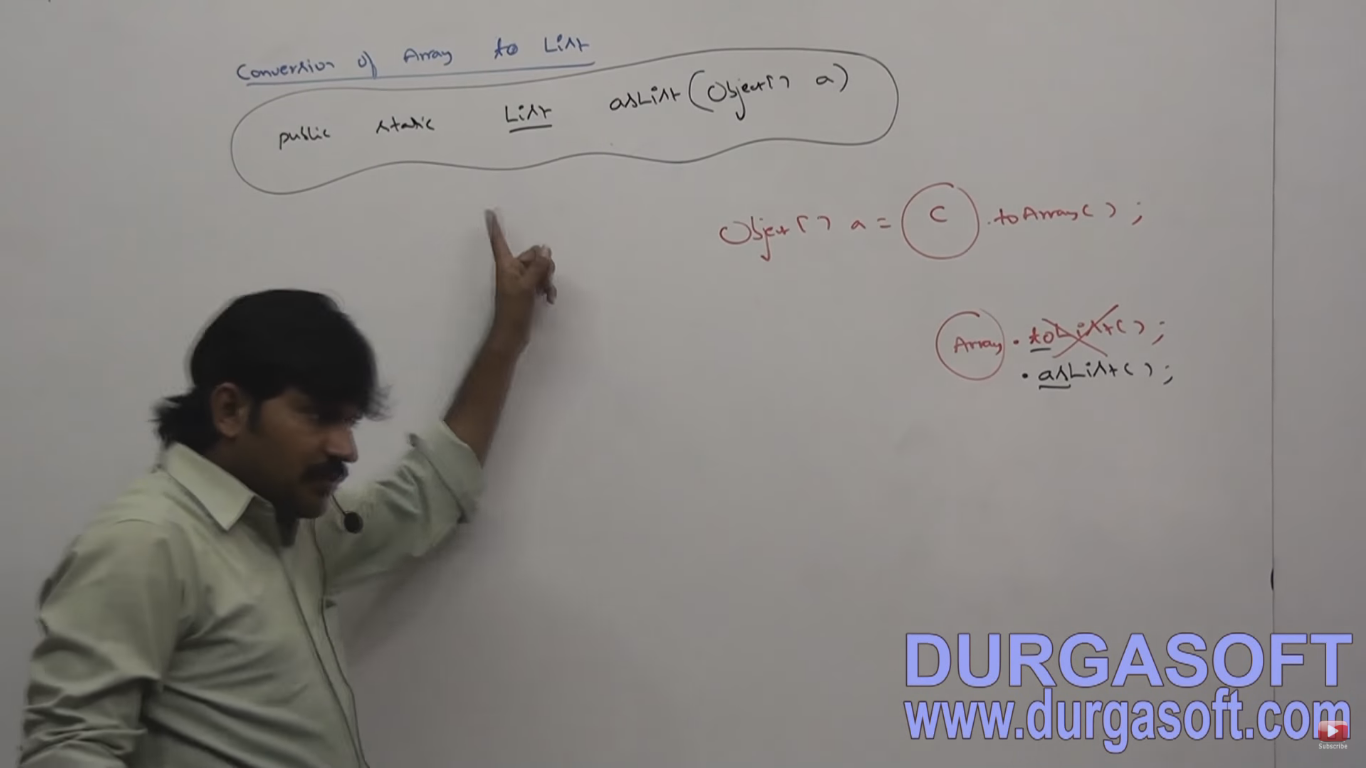 Conversion of Array to List
public static List asList(Object[] a)
Object[] a = C.toArray();
Array.toList();
.asList();
DURGASOFT
www.durgasoft.com
Subscribe